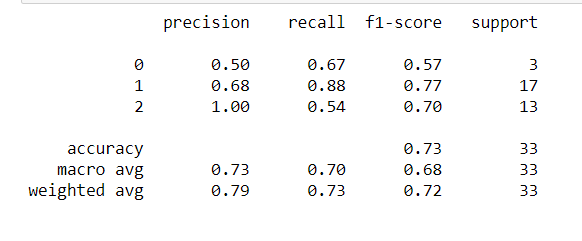 precision recall f1-score support
0 0.50 0.67 0.57 3
1 0.68 0.88 0.77 17
2 1.00 0.54 0.70 13
accuracy 0.73 33
macro avg 0.73 0.70 0.68 33
weighted avg 0.79 0.73 0.72 33